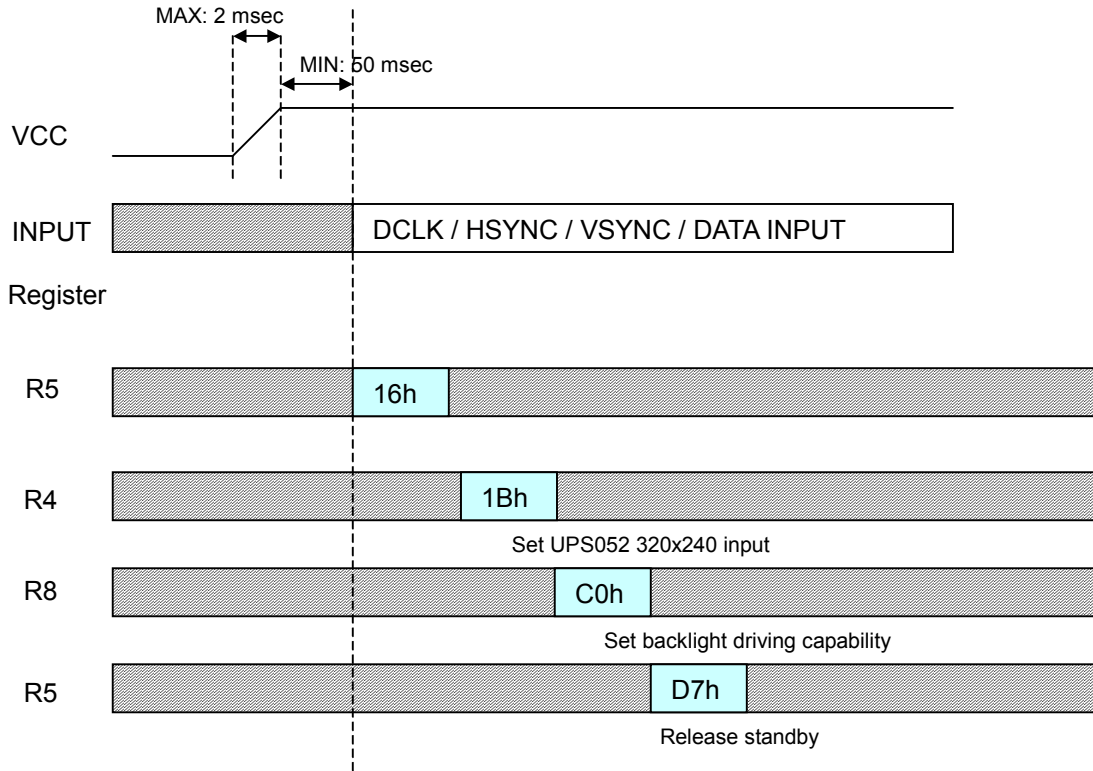 MAX: 2 msec
MIN: 50 msec
VCC
INPUT
DCLK / HSYNC / VSYNC / DATA INPUT
Register
R5
16h
R4
1Bh
Set UPS052 320x240 input
R8
C0h
Set backlight driving capability
R5
D7h
Release standby